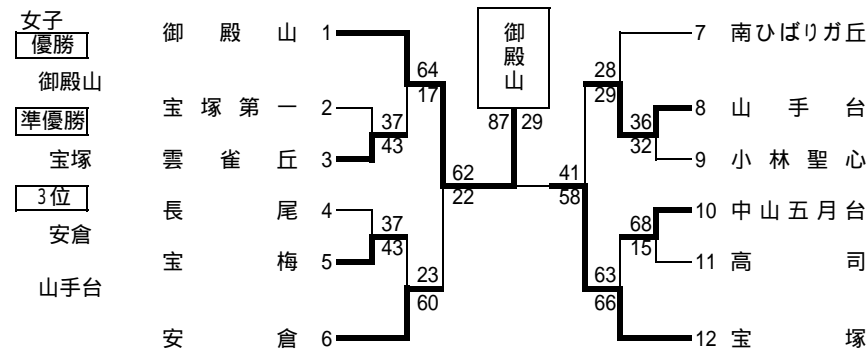 女子
優勝
御殿山
準優勝
宝塚
3位
安倉
山手台
御殿山 1
宝塚第一 2
雲雀丘 3
長尾 4
宝梅 5
安倉 6
64
17
37
43
62
22
37
43
23
60
御殿山
87 29
28
29
36
32
41
58
68
15
63
66
7 南ひばりガ丘
8 山手台
9 小林聖心
10 中山五月台
11 高司
12 宝塚